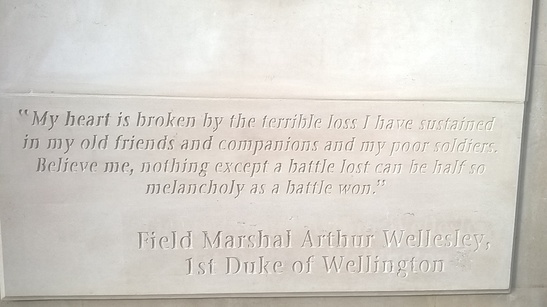 “My heart is broken by the terrible loss I have sustained
in my old friends and companions and my poor soldiers.
Believe me, nothing except a battle lost can be half so
melancholy as a battle won.”
Field Marshal Arthur Wellesley,
1st Duke of Wellington